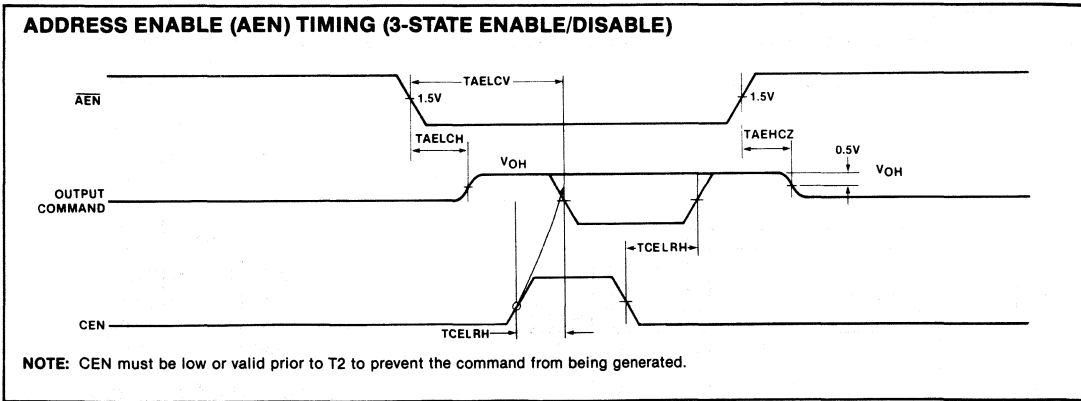 ADDRESS ENABLE (AEN) TIMING (3-STATE ENABLE/DISABLE)
TAELCV
AEN
1.5V
1.5V
TAELCH
TAEHCZ
0.5V
VOH
VOH
OUTPUT
COMMAND
TCELRH
CEN
TCELRH
NOTE: CEN must be low or valid prior to T2 to prevent the command from being generated.